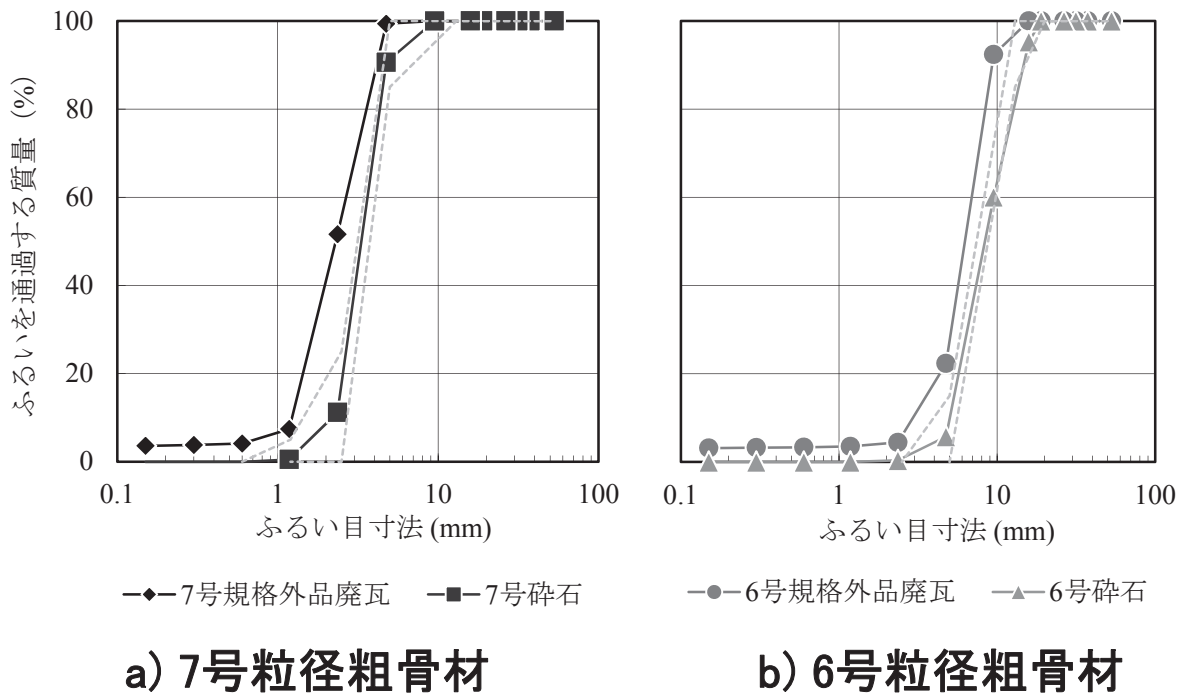 ふるいを通過する質量 (%)
100
80
60
40
20
0
0.1 1 10 100
ふるい目寸法 (mm)
7号規格外品廃瓦 7号砕石
a) 7号粒径粗骨材
0.1 1 10 100
ふるい目寸法 (mm)
6号規格外品廃瓦 6号砕石
b) 6号粒径粗骨材